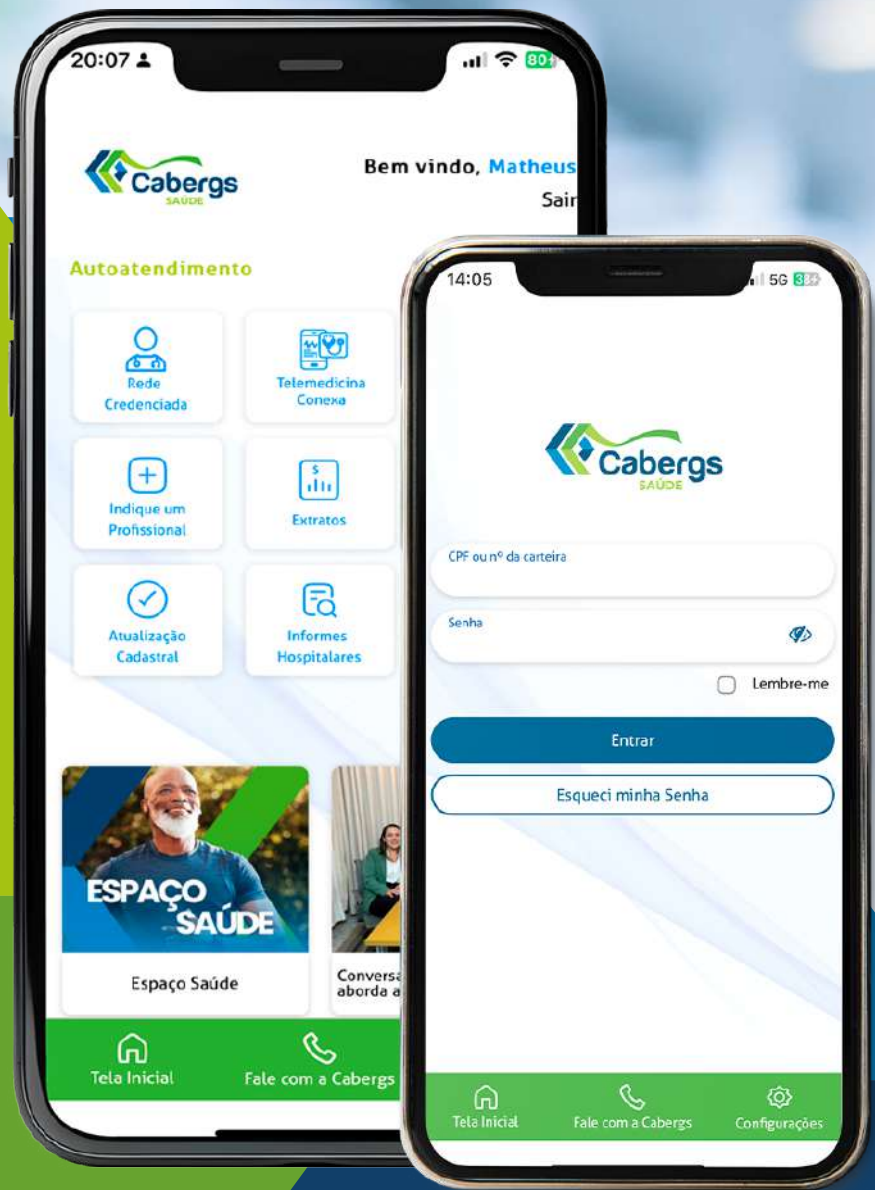 20:07
80
Cabergs
SAÚDE
Bem vindo, Matheus
Sair
Autoatendimento
Rede
Credenciada
Telemedicina
Conexa
Indique um
Profissional
Extratos
Atualização
Cadastral
Informes
Hospitalares
ESPAÇO
SAÚDE
Espaço Saúde
Conversa
aborda a
Tela Inicial
Fale com a Cabergs
14:05
5G
Cabergs
SAÚDE
CPF ou nº da carteira
Senha
Lembre-me
Entrar
Esqueci minha Senha
Tela Inicial
Fale com a Cabergs
Configurações